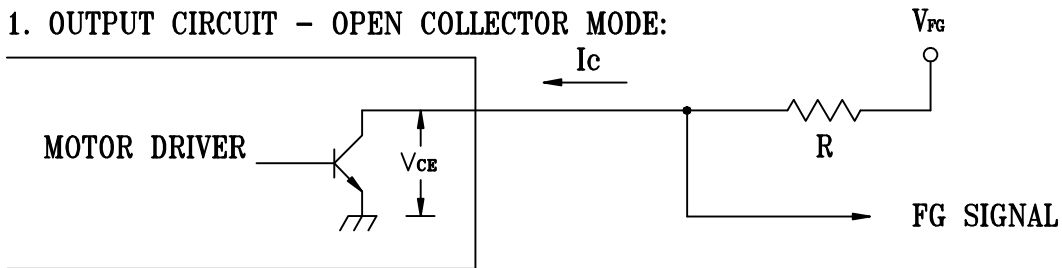 1. OUTPUT CIRCUIT - OPEN COLLECTOR MODE:
VFG
Ic
MOTOR DRIVER
VCE
R
FG SIGNAL